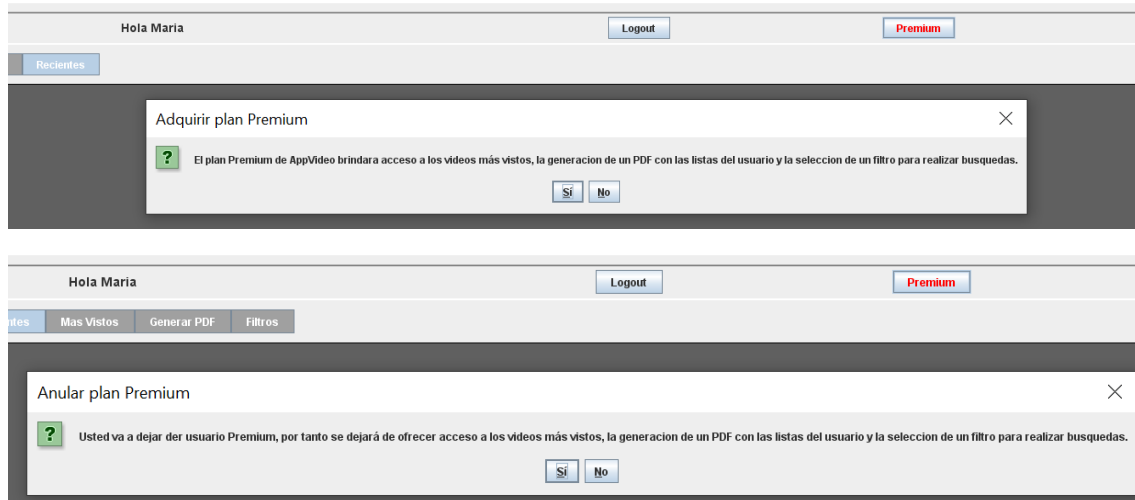 Hola Maria Logout Premium
Recientes
Adquirir plan Premium
? El plan Premium de AppVideo brindara acceso a los videos más vistos, la generacion de un PDF con las listas del usuario y la seleccion de un filtro para realizar busquedas.
Sí No
Hola Maria Logout Premium
ntes Mas Vistos Generar PDF Filtros
Anular plan Premium
? Usted va a dejar der usuario Premium, por tanto se dejará de ofrecer acceso a los videos más vistos, la generacion de un PDF con las listas del usuario y la seleccion de un filtro para realizar busquedas.
Sí No